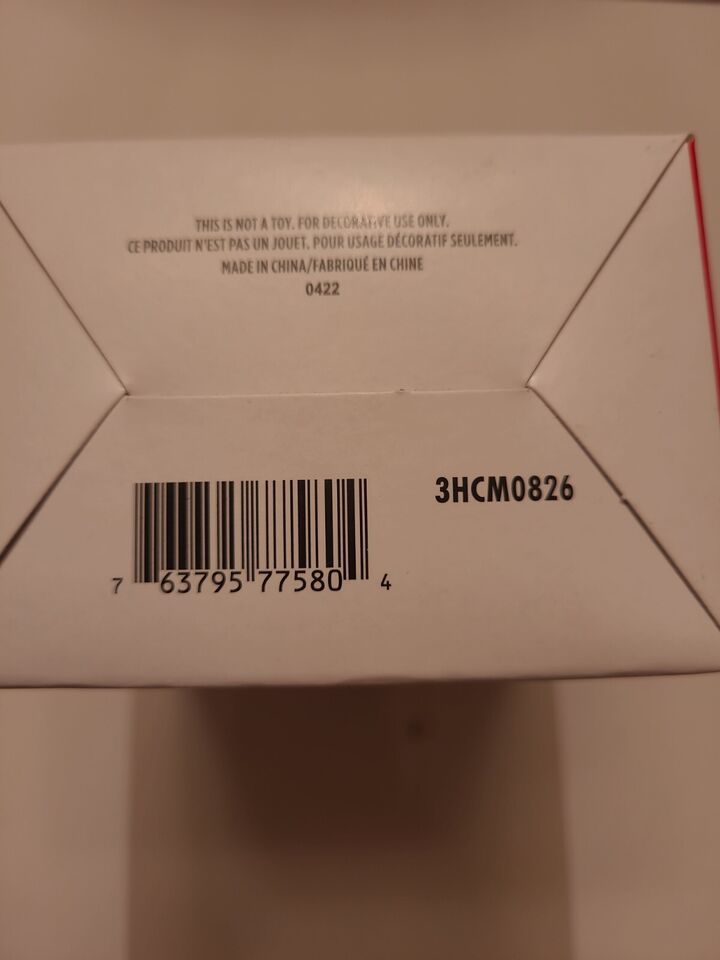 THIS IS NOT A TOY. FOR DECORATIVE USE ONLY.
CE PRODUIT N'EST PAS UN JOUET. POUR USAGE DÉCORATIF SEULEMENT.
MADE IN CHINA/FABRIQUÉ EN CHINE
0422
3HCM0826
7 63795 77580 4